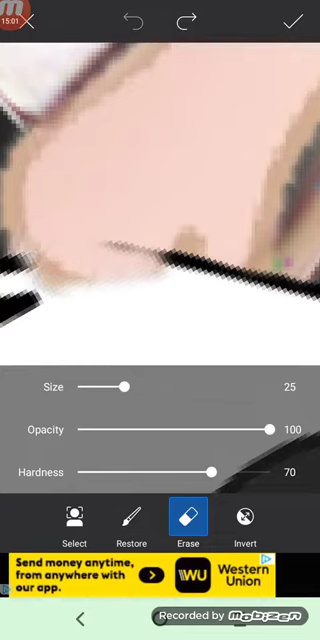 15:01
Size 25
Opacity 100
Hardness 70
Select Restore Erase Invert
Send money anytime,
from anywhere with
our app.
WU
Western
Union
Recorded by MOBIZEN